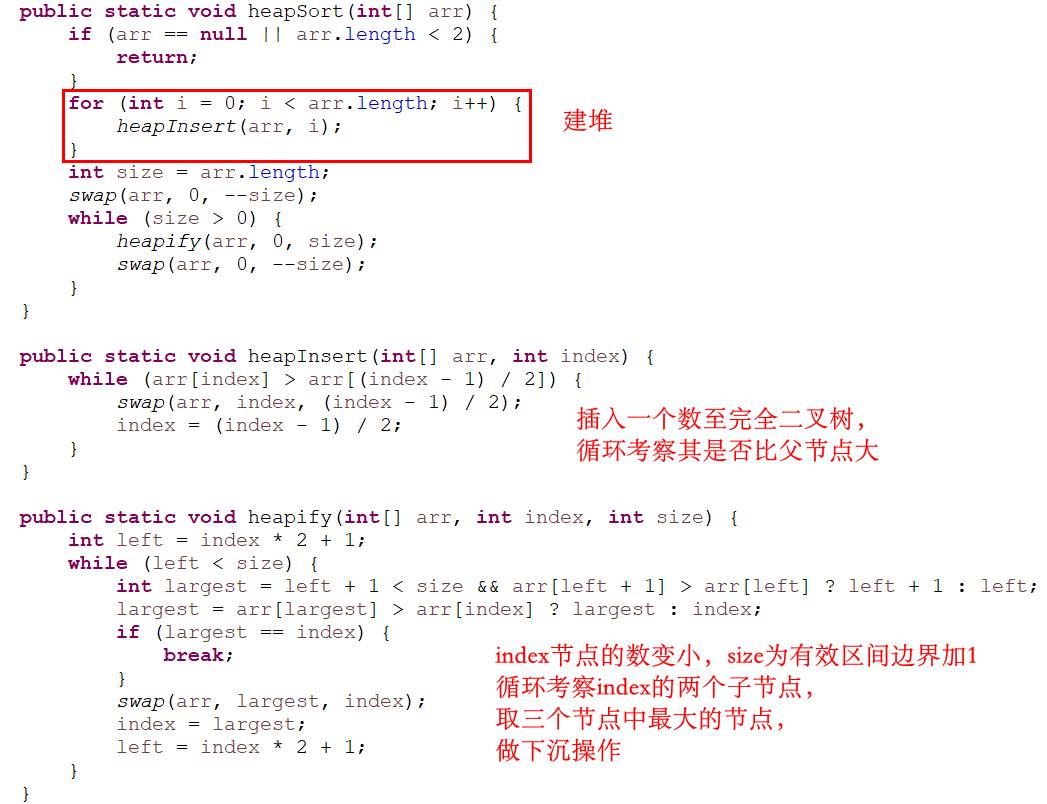 public static void heapSort(int[] arr) {
if (arr == null || arr.length < 2) {
return;
}
for (int i = 0; i < arr.length; i++) {
heapInsert(arr, i);
}
建堆
int size = arr.length;
swap(arr, 0, --size);
while (size > 0) {
heapify(arr, 0, size);
swap(arr, 0, --size);
}
}
public static void heapInsert(int[] arr, int index) {
while (arr[index] > arr[(index - 1) / 2]) {
swap(arr, index, (index - 1) / 2);
index = (index - 1) / 2;
}
}
插入一个数至完全二叉树，
循环考察其是否比父节点大
public static void heapify(int[] arr, int index, int size) {
int left = index * 2 + 1;
while (left < size) {
int largest = left + 1 < size && arr[left + 1] > arr[left] ? left + 1 : left;
largest = arr[largest] > arr[index] ? largest : index;
if (largest == index) {
break;
}
swap(arr, largest, index);
index = largest;
left = index * 2 + 1;
}
}
index节点的数变小，size为有效区间边界加1
循环考察index的两个子节点，
取三个节点中最大的节点，
做下沉操作